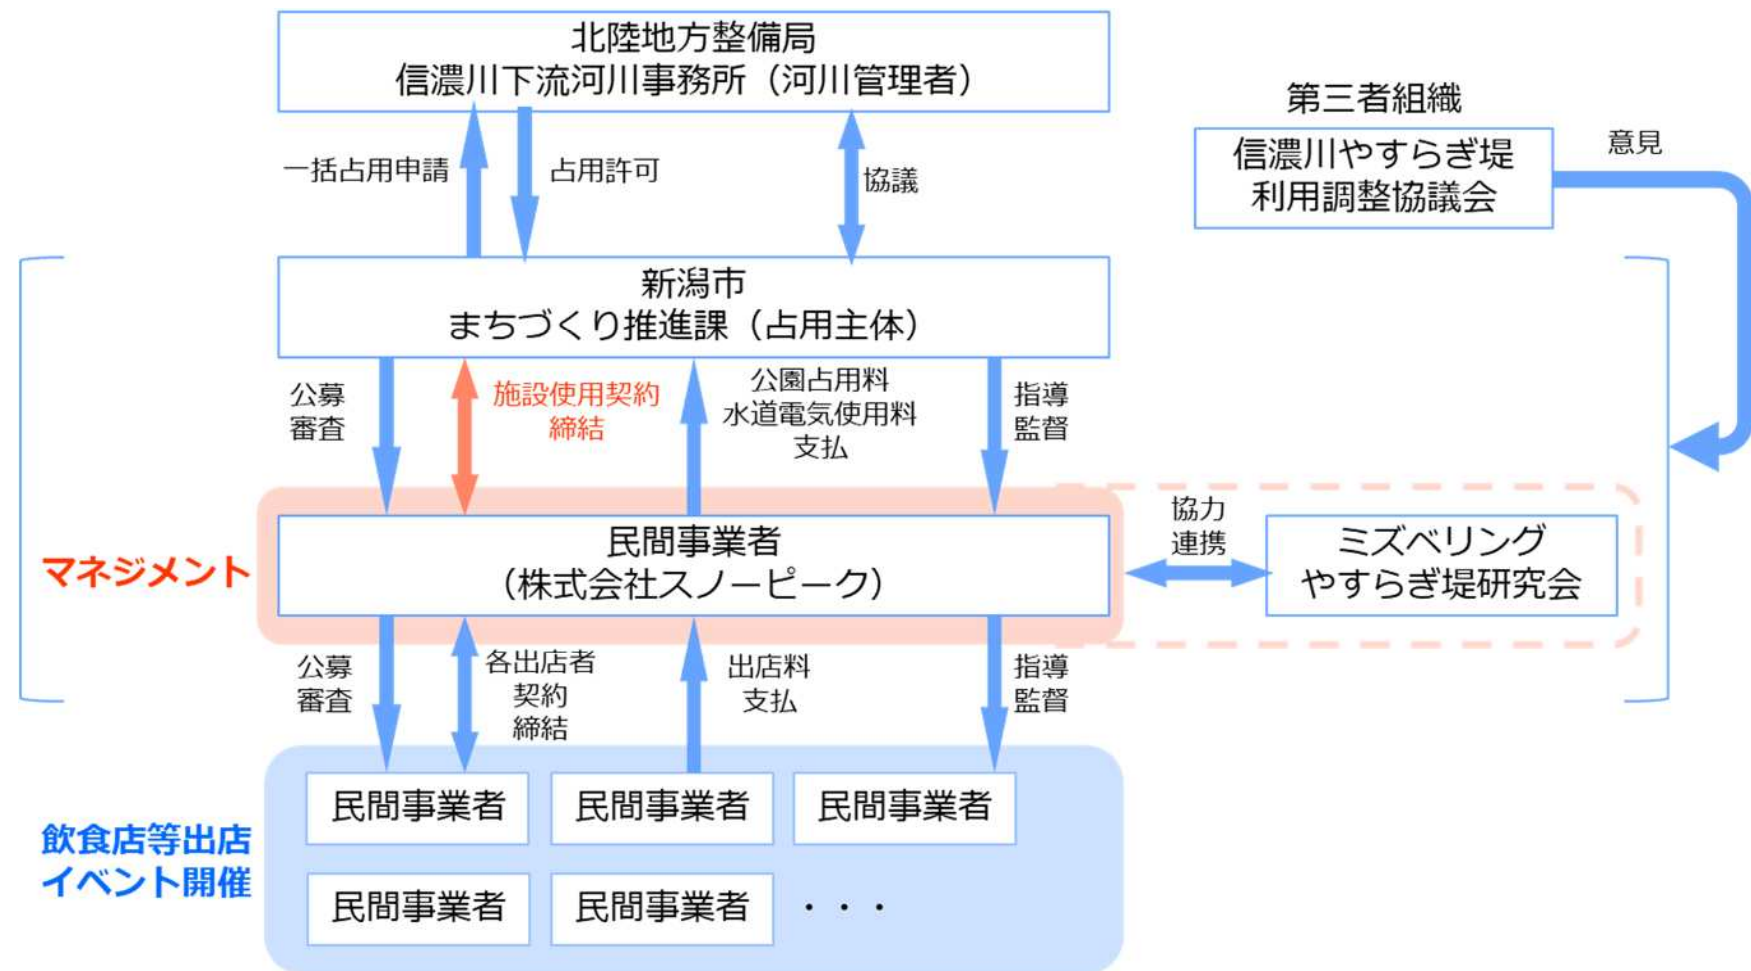 北陸地方整備局
信濃川下流河川事務所（河川管理者）
第三者組織
信濃川やすらぎ堤
利用調整協議会
意見
一括占用申請
占用許可
協議
新潟市
まちづくり推進課（占用主体）
公募
審査
施設使用契約
締結
公園占用料
水道電気使用料
支払
指導
監督
マネジメント
民間事業者
（株式会社スノーピーク）
協力
連携
ミズベリング
やすらぎ堤研究会
公募
審査
各出店者
契約
締結
出店料
支払
指導
監督
飲食店等出店
イベント開催
民間事業者
民間事業者
民間事業者
民間事業者
民間事業者
・・・